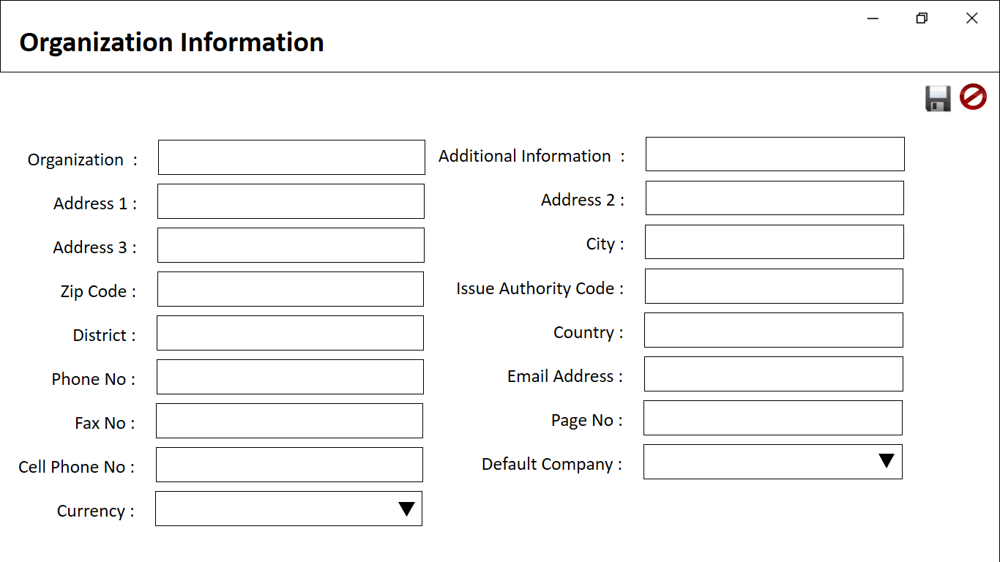 Organization Information
Organization :
Additional Information :
Address 1 :
Address 2 :
Address 3 :
City :
Zip Code :
Issue Authority Code :
District :
Country :
Phone No :
Email Address :
Fax No :
Page No :
Cell Phone No :
Default Company :
Currency :